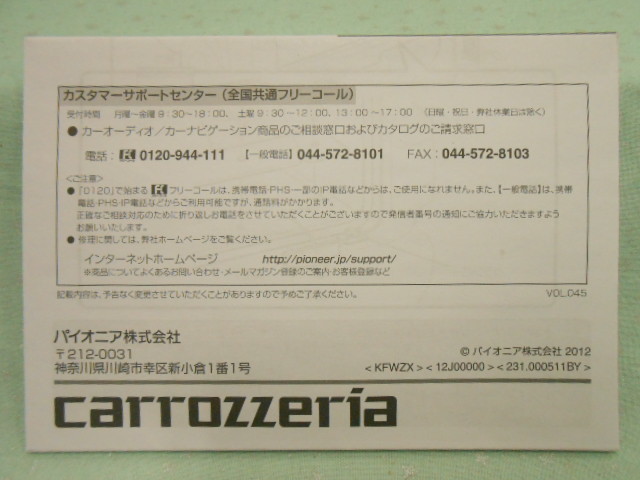 カスタマーサポートセンター（全国共通フリーコール）
受付時間 月曜～金曜 9：30～18：00、 土曜 9：30～12：00、13：00～17：00 （日曜・祝日・弊社休業日は除く）
● カーオーディオ／カーナビゲーション商品のご相談窓口およびカタログのご請求窓口
電話： 0120-944-111 【一般電話】 044-572-8101 FAX： 044-572-8103
＜ご注意＞
● 「0120」で始まる フリーコールは、携帯電話・PHS・一部のIP電話などからは、ご使用になれません。また、【一般電話】は、携帯
電話・PHS・IP電話などからご利用可能ですが、通話料がかかります。
正確なご相談対応のために折り返しお電話をさせていただくことがございますので発信者番号の通知にご協力いただきますよう
お願いいたします。
● 修理に関しては、弊社ホームページをご覧ください。
インターネットホームページ http://pioneer.jp/support/
※商品についてよくあるお問い合わせ・メールマガジン登録のご案内・お客様登録など
記載内容は、予告なく変更させていただくことがありますので予めご了承ください。 VOL.045
パイオニア株式会社
〒212-0031
神奈川県川崎市幸区新小倉1番1号
© パイオニア株式会社 2012
＜KFWZX＞ ＜12J00000＞ ＜231.000511BY＞
carrozzeria